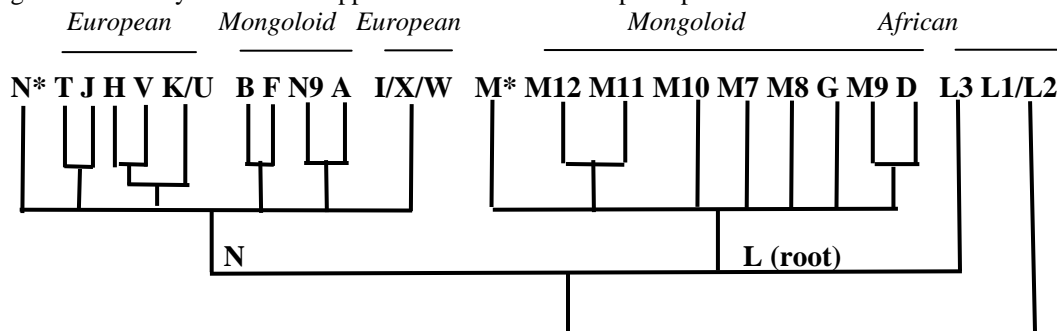 European Mongoloid European Mongoloid African
N* T J H V K/U B F N9 A I/X/W M* M12 M11 M10 M7 M8 G M9 D L3 L1/L2
N L (root)